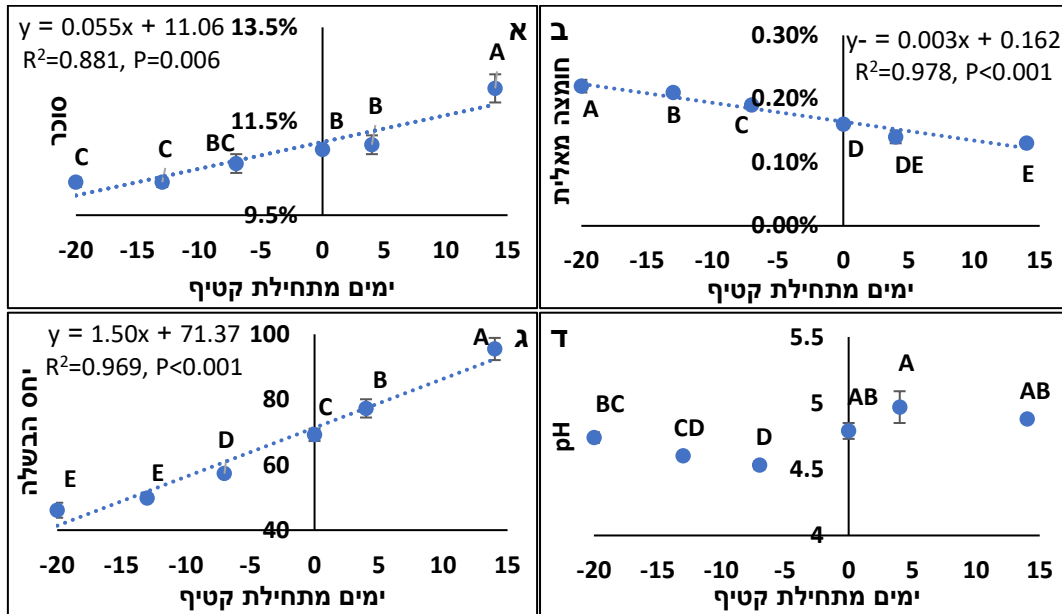 א
y = 0.055x + 11.06
R²=0.881, P=0.006
סוכר
13.5%
11.5%
9.5%
C C BC B B A
-20 -15 -10 -5 0 5 10 15
ימים מתחילת קטיף
ב
y- = 0.003x + 0.162
R²=0.978, P<0.001
חומצה מאלית
0.30%
0.20%
0.10%
0.00%
A B C D DE E
-20 -15 -10 -5 0 5 10 15
ימים מתחילת קטיף
ג
y = 1.50x + 71.37
R²=0.969, P<0.001
יחס הבשלה
100
80
60
40
E E D C B A
-20 -15 -10 -5 0 5 10 15
ימים מתחילת קטיף
ד
pH
5.5
5
4.5
4
BC CD D AB A AB
-20 -15 -10 -5 0 5 10 15
ימים מתחילת קטיף